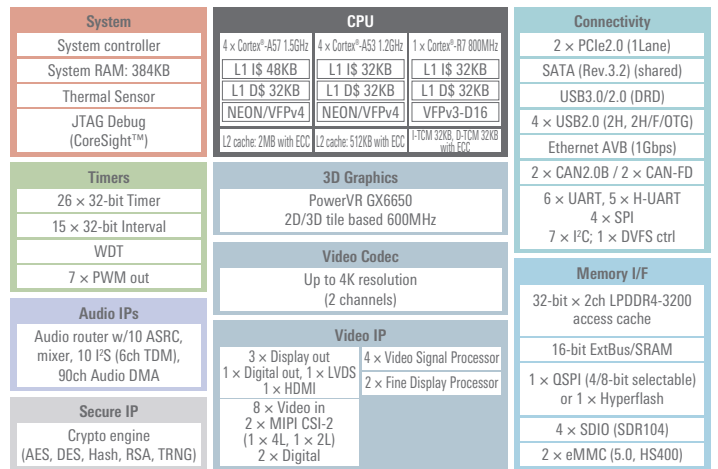 System
System controller
System RAM: 384KB
Thermal Sensor
JTAG Debug
(CoreSight™)
Timers
26 × 32-bit Timer
15 × 32-bit Interval
WDT
7 × PWM out
Audio IPs
Audio router w/10 ASRC,
mixer, 10 I²S (6ch TDM),
90ch Audio DMA
Secure IP
Crypto engine
(AES, DES, Hash, RSA, TRNG)
CPU
4 × Cortex®-A57 1.5GHz
L1 I$ 48KB
L1 D$ 32KB
NEON/VFPv4
L2 cache: 2MB with ECC
4 × Cortex®-A53 1.2GHz
L1 I$ 32KB
L1 D$ 32KB
NEON/VFPv4
L2 cache: 512KB with ECC
1 × Cortex®-R7 800MHz
L1 I$ 32KB
L1 D$ 32KB
VFPv3-D16
I-TCM 32KB, D-TCM 32KB
with ECC
3D Graphics
PowerVR GX6650
2D/3D tile based 600MHz
Video Codec
Up to 4K resolution
(2 channels)
Video IP
3 × Display out
1 × Digital out, 1 × LVDS
1 × HDMI
8 × Video in
2 × MIPI CSI-2
(1 × 4L, 1 × 2L)
2 × Digital
4 × Video Signal Processor
2 × Fine Display Processor
Connectivity
2 × PCIe2.0 (1Lane)
SATA (Rev.3.2) (shared)
USB3.0/2.0 (DRD)
4 × USB2.0 (2H, 2H/F/OTG)
Ethernet AVB (1Gbps)
2 × CAN2.0B / 2 × CAN-FD
6 × UART, 5 × H-UART
4 × SPI
7 × I²C; 1 × DVFS ctrl
Memory I/F
32-bit × 2ch LPDDR4-3200
access cache
16-bit ExtBus/SRAM
1 × QSPI (4/8-bit selectable)
or 1 × Hyperflash
4 × SDIO (SDR104)
2 × eMMC (5.0, HS400)